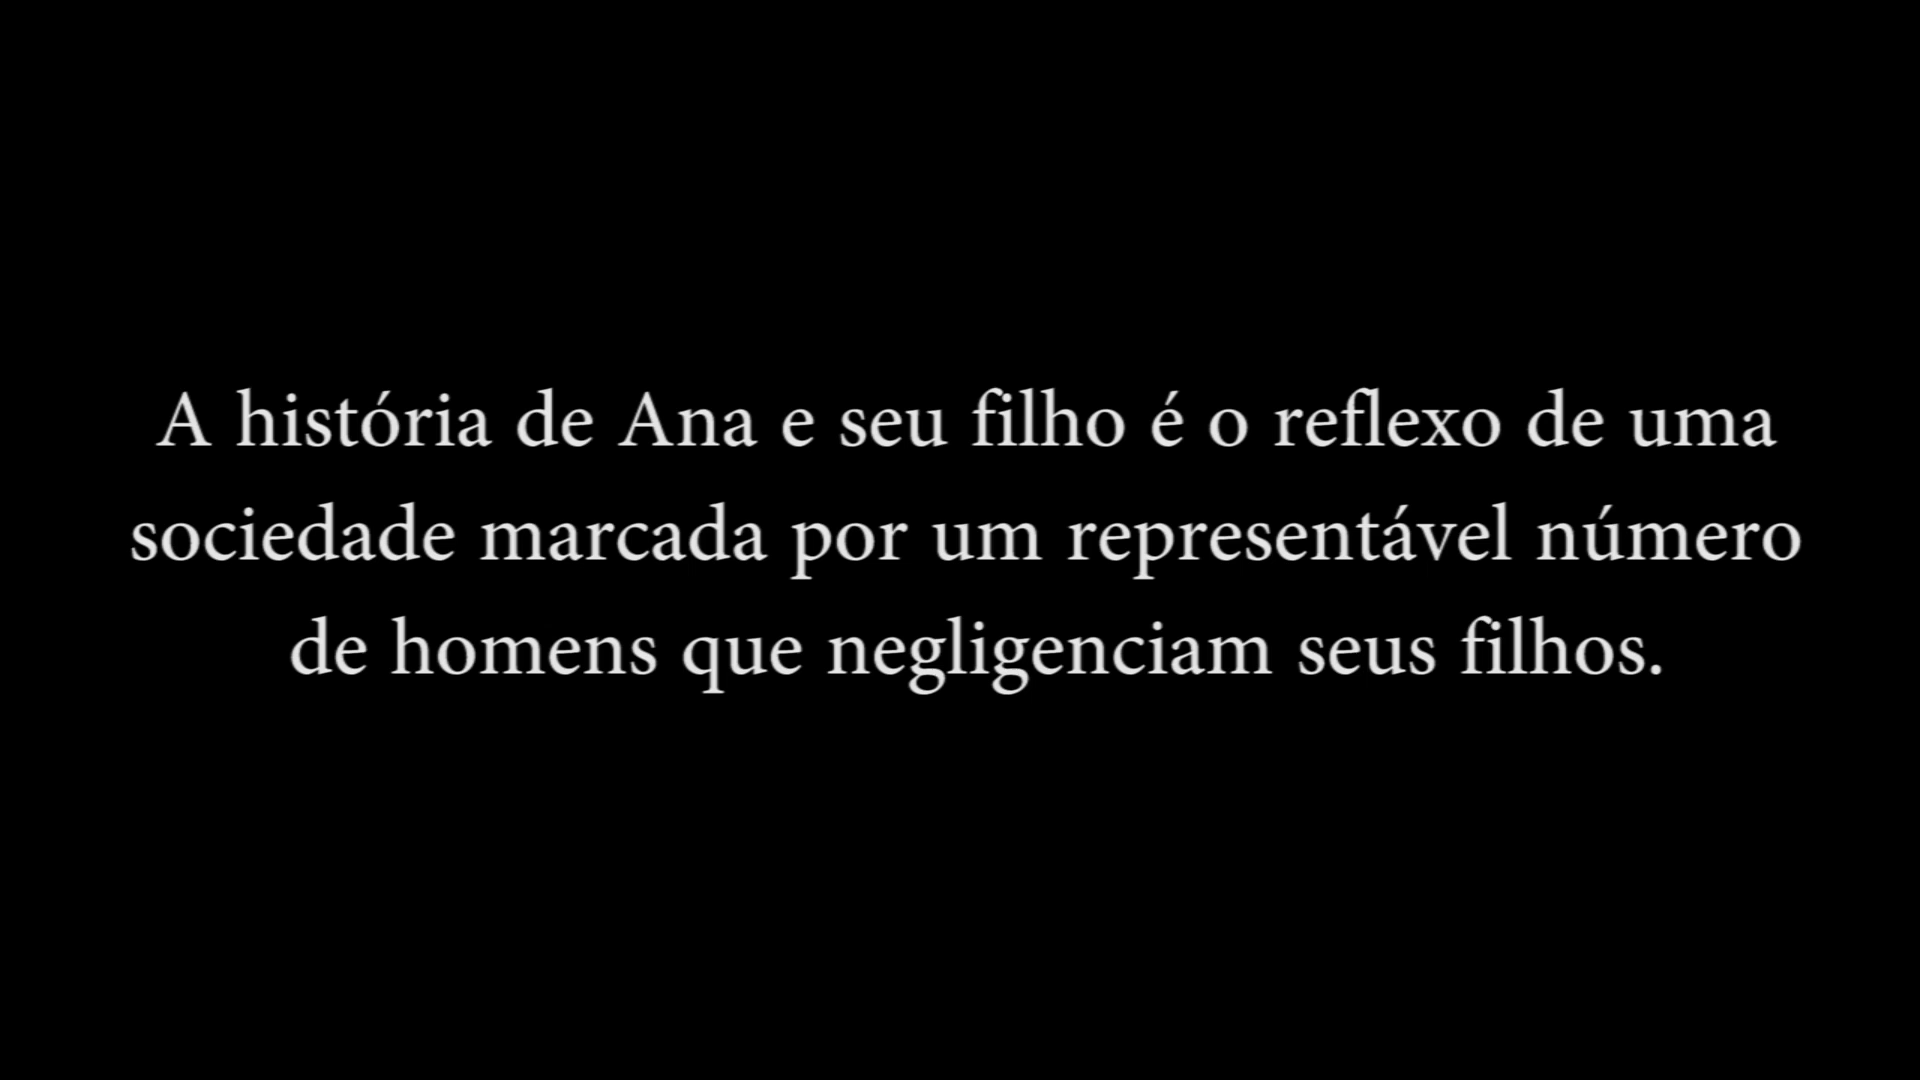 A história de Ana e seu filho é o reflexo de uma
sociedade marcada por um representável número
de homens que negligenciam seus filhos.